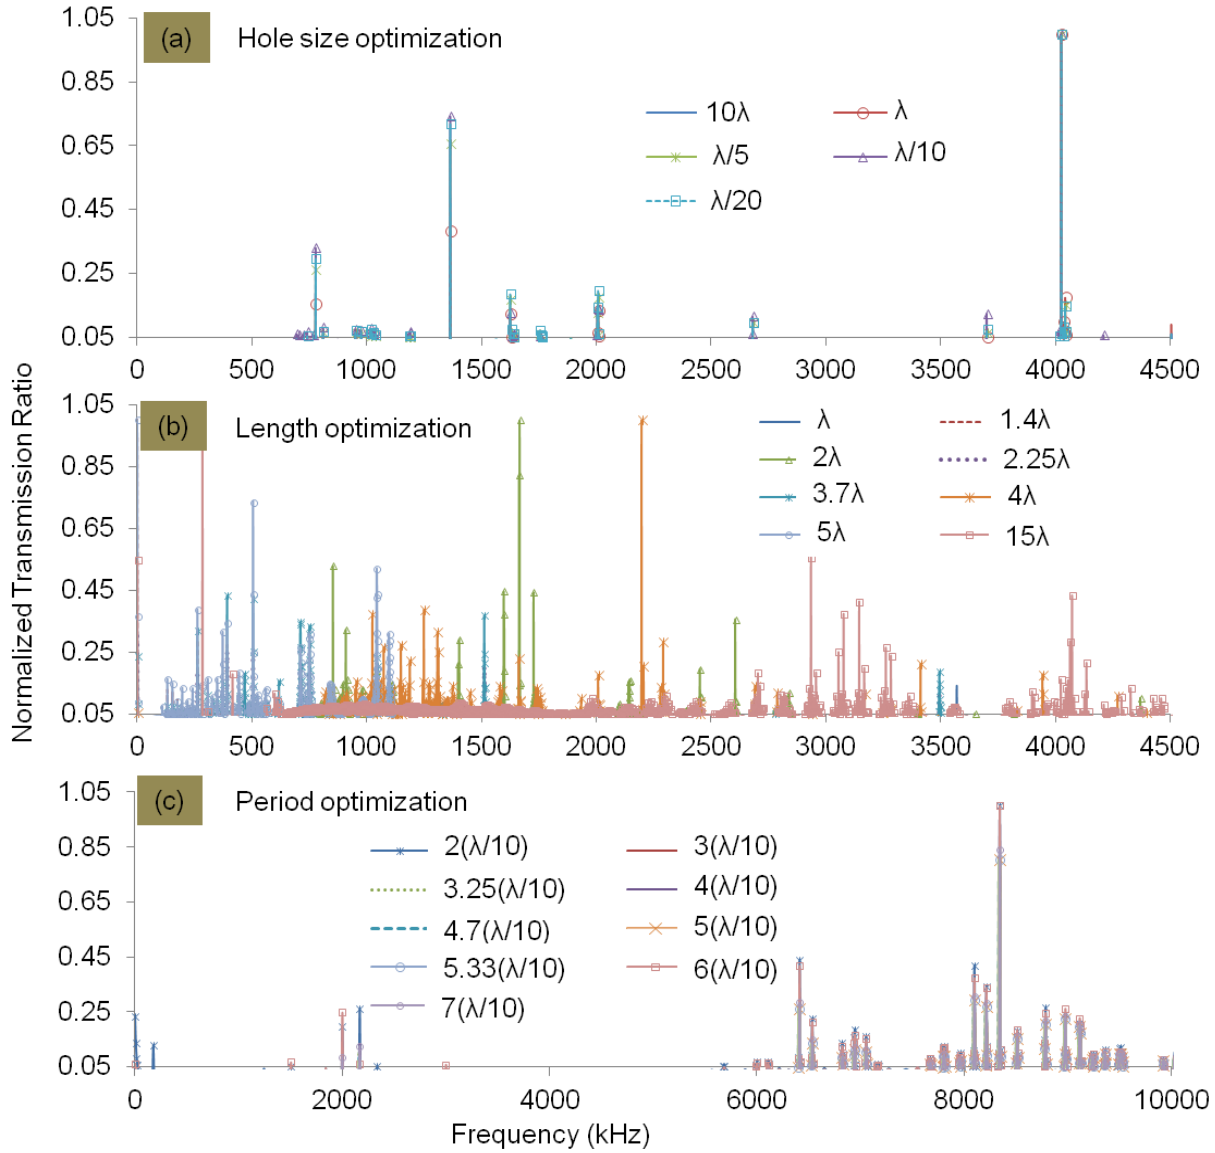 Normalized Transmission Ratio
(a) Hole size optimization
1.05
0.85
0.65
0.45
0.25
0.05
10λ λ
λ/5 λ/10
λ/20
0 500 1000 1500 2000 2500 3000 3500 4000 4500
(b) Length optimization
1.05
0.85
0.65
0.45
0.25
0.05
λ 1.4λ
2λ 2.25λ
3.7λ 4λ
5λ 15λ
0 500 1000 1500 2000 2500 3000 3500 4000 4500
(c) Period optimization
1.05
0.85
0.65
0.45
0.25
0.05
2(λ/10) 3(λ/10)
3.25(λ/10) 4(λ/10)
4.7(λ/10) 5(λ/10)
5.33(λ/10) 6(λ/10)
7(λ/10)
0 2000 4000 6000 8000 10000
Frequency (kHz)